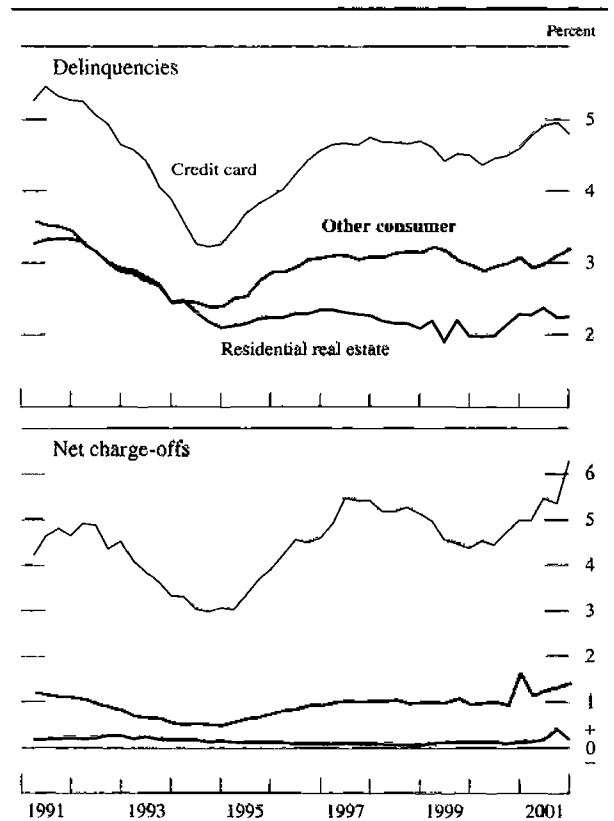 Percent
Delinquencies
5
Credit card
4
Other consumer
3
Residential real estate
2
Net charge-offs
6
5
4
3
2
1
+
0
−
1991 1993 1995 1997 1999 2001